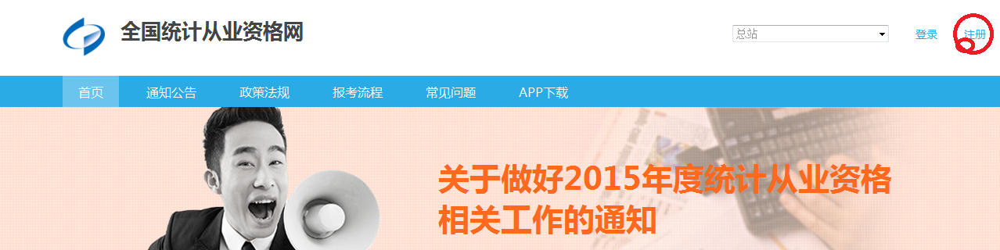 全国统计从业资格网
总站
登录
注册
首页
通知公告
政策法规
报考流程
常见问题
APP下载
关于做好2015年度统计从业资格
相关工作的通知